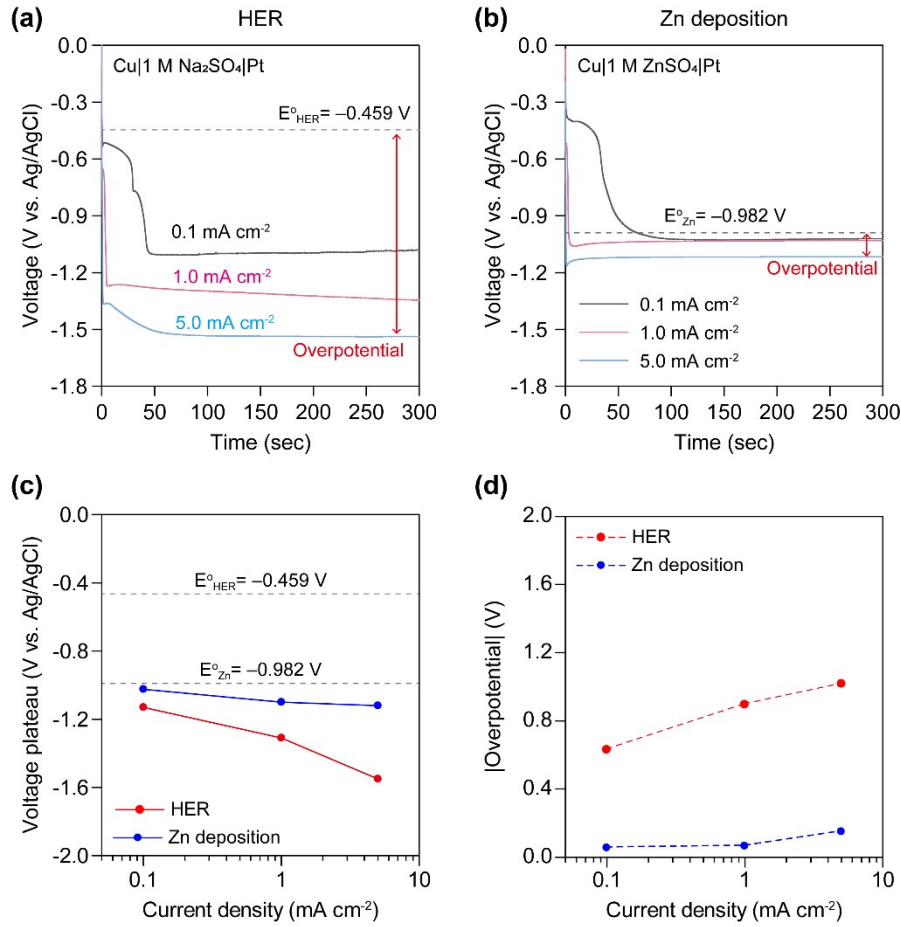 (a)
HER
0.0
-0.3
-0.6
-0.9
-1.2
-1.5
-1.8
Voltage (V vs. Ag/AgCl)
Cu|1 M Na₂SO₄|Pt
E°HER= –0.459 V
0.1 mA cm⁻²
1.0 mA cm⁻²
5.0 mA cm⁻²
Overpotential
0 50 100 150 200 250 300
Time (sec)
(b)
Zn deposition
0.0
-0.3
-0.6
-0.9
-1.2
-1.5
-1.8
Voltage (V vs. Ag/AgCl)
Cu|1 M ZnSO₄|Pt
E°Zn= –0.982 V
Overpotential
0.1 mA cm⁻²
1.0 mA cm⁻²
5.0 mA cm⁻²
0 50 100 150 200 250 300
Time (sec)
(c)
0.0
-0.4
-0.8
-1.2
-1.6
-2.0
Voltage plateau (V vs. Ag/AgCl)
E°HER= –0.459 V
E°Zn= –0.982 V
HER
Zn deposition
0.1 1 10
Current density (mA cm⁻²)
(d)
2.0
1.6
1.2
0.8
0.4
0.0
|Overpotential| (V)
HER
Zn deposition
0.1 1 10
Current density (mA cm⁻²)